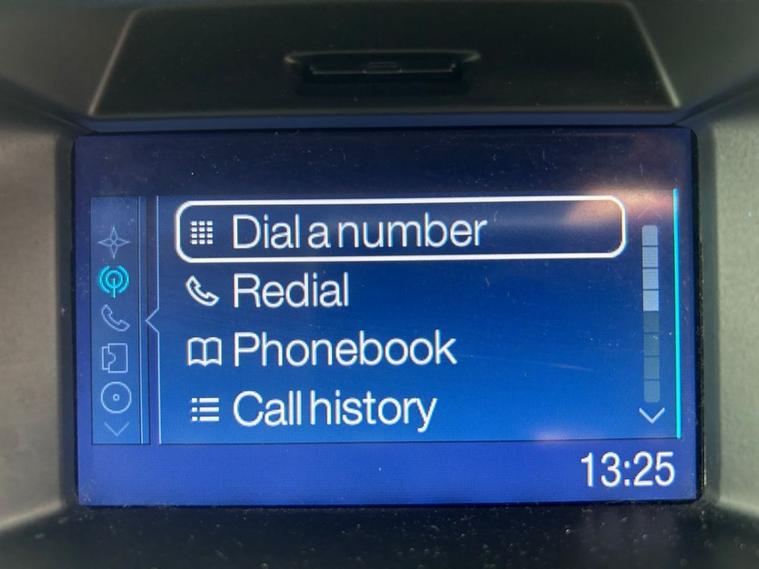 Dial a number
Redial
Phonebook
Call history
13:25